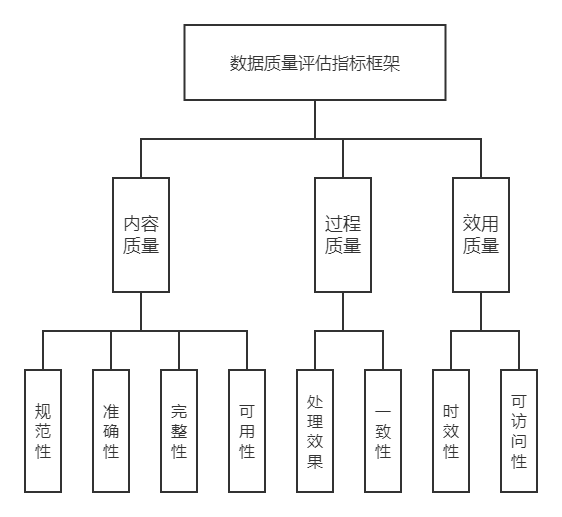 数据质量评估指标框架
内容
质量
过程
质量
效用
质量
规范性
准确性
完整性
可用性
处理效果
一致性
时效性
可访问性